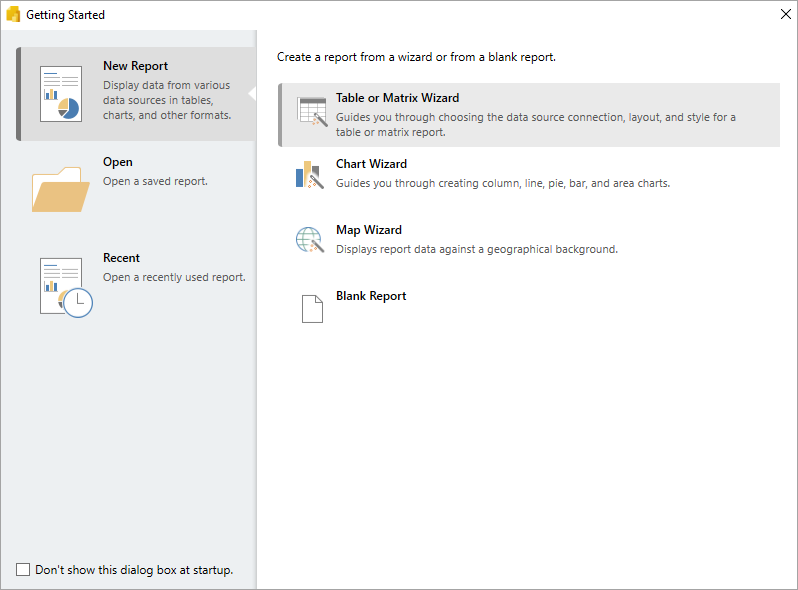 Getting Started
New Report
Display data from various
data sources in tables,
charts, and other formats.
Open
Open a saved report.
Recent
Open a recently used report.
Don't show this dialog box at startup.
Create a report from a wizard or from a blank report.
Table or Matrix Wizard
Guides you through choosing the data source connection, layout, and style for a
table or matrix report.
Chart Wizard
Guides you through creating column, line, pie, bar, and area charts.
Map Wizard
Displays report data against a geographical background.
Blank Report